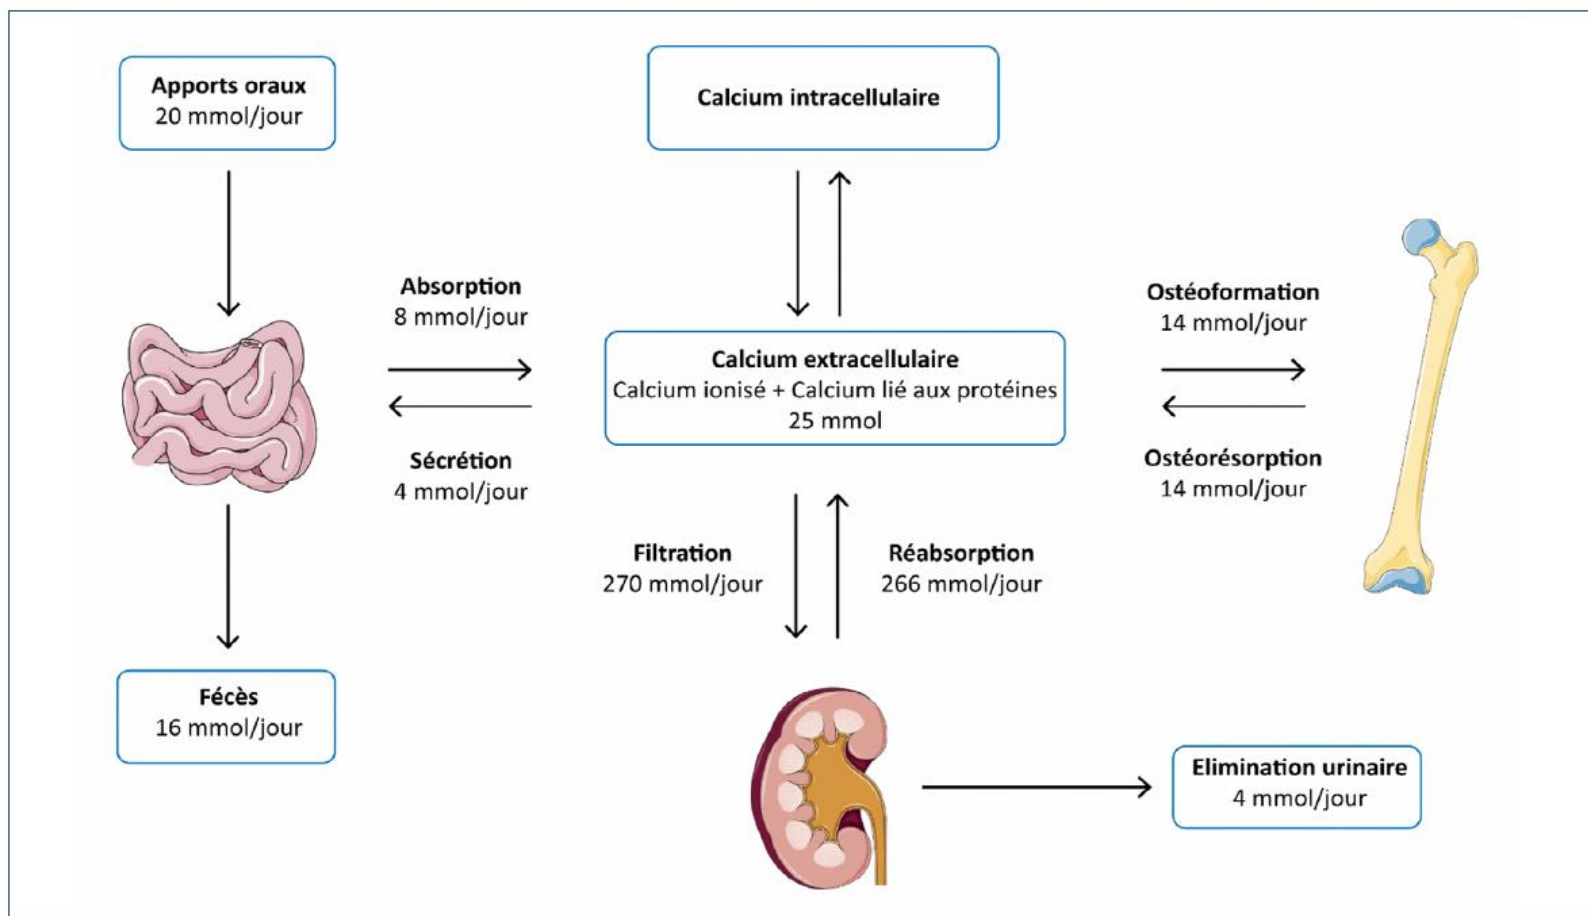 Apports oraux
20 mmol/jour
Calcium intracellulaire
Absorption
8 mmol/jour
Ostéoformation
14 mmol/jour
Calcium extracellulaire
Calcium ionisé + Calcium lié aux protéines
25 mmol
Sécrétion
4 mmol/jour
Ostéorésorption
14 mmol/jour
Filtration
270 mmol/jour
Réabsorption
266 mmol/jour
Fécès
16 mmol/jour
Elimination urinaire
4 mmol/jour